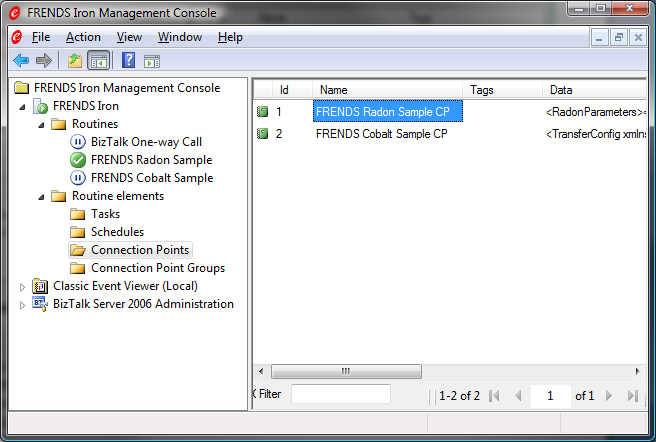 FRENDS Iron Management Console
File Action View Window Help
FRENDS Iron Management Console
FRENDS Iron
Routines
BizTalk One-way Call
FRENDS Radon Sample
FRENDS Cobalt Sample
Routine elements
Tasks
Schedules
Connection Points
Connection Point Groups
Classic Event Viewer (Local)
BizTalk Server 2006 Administration
Id Name Tags Data
1 FRENDS Radon Sample CP <RadonParameters><
2 FRENDS Cobalt Sample CP <TransferConfig xmlns
Filter 1-2 of 2 1 of 1